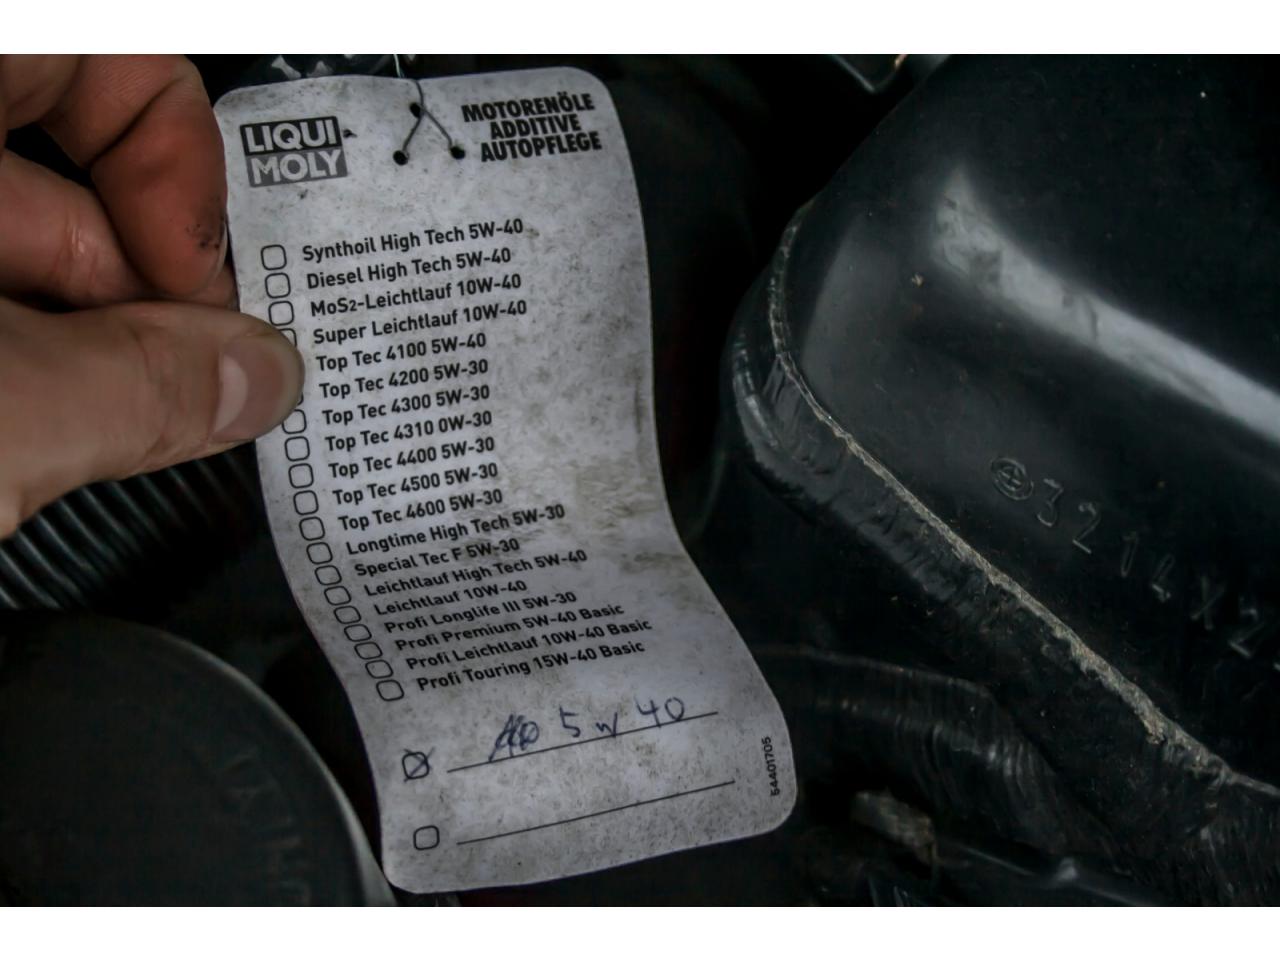 LIQUI
MOLY
MOTORENÖLE
ADDITIVE
AUTOPFLEGE
Synthoil High Tech 5W-40
Diesel High Tech 5W-40
MoS2-Leichtlauf 10W-40
Super Leichtlauf 10W-40
Top Tec 4100 5W-40
Top Tec 4200 5W-30
Top Tec 4300 5W-30
Top Tec 4310 0W-30
Top Tec 4400 5W-30
Top Tec 4500 5W-30
Top Tec 4600 5W-30
Longtime High Tech 5W-30
Special Tec F 5W-30
Leichtlauf High Tech 5W-40
Leichtlauf 10W-40
Profi Longlife III 5W-30
Profi Premium 5W-40 Basic
Profi Leichtlauf 10W-40 Basic
Profi Touring 15W-40 Basic
5 w 40
54401705
3214